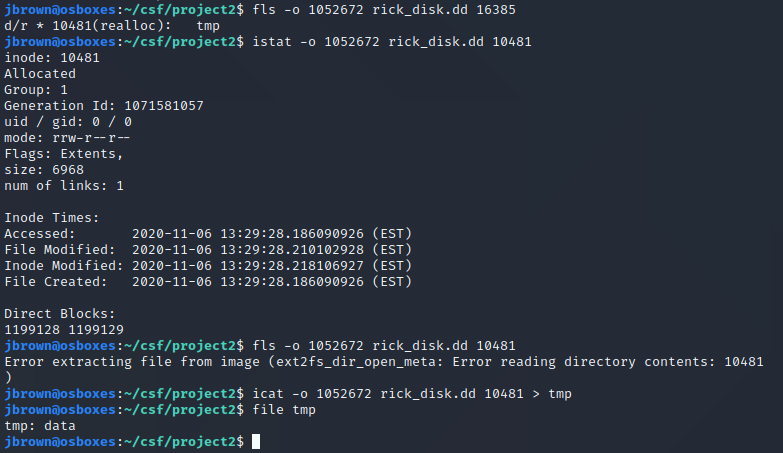 jbrown@osboxes:~/csf/project2$ fls -o 1052672 rick_disk.dd 16385
d/r * 10481(realloc):   tmp
jbrown@osboxes:~/csf/project2$ istat -o 1052672 rick_disk.dd 10481
inode: 10481
Allocated
Group: 1
Generation Id: 1071581057
uid / gid: 0 / 0
mode: rrw-r--r--
Flags: Extents,
size: 6968
num of links: 1

Inode Times:
Accessed:       2020-11-06 13:29:28.186090926 (EST)
File Modified:  2020-11-06 13:29:28.210102928 (EST)
Inode Modified: 2020-11-06 13:29:28.218106927 (EST)
File Created:   2020-11-06 13:29:28.186090926 (EST)

Direct Blocks:
1199128 1199129
jbrown@osboxes:~/csf/project2$ fls -o 1052672 rick_disk.dd 10481
Error extracting file from image (ext2fs_dir_open_meta: Error reading directory contents: 10481
)
jbrown@osboxes:~/csf/project2$ icat -o 1052672 rick_disk.dd 10481 > tmp
jbrown@osboxes:~/csf/project2$ file tmp
tmp: data
jbrown@osboxes:~/csf/project2$